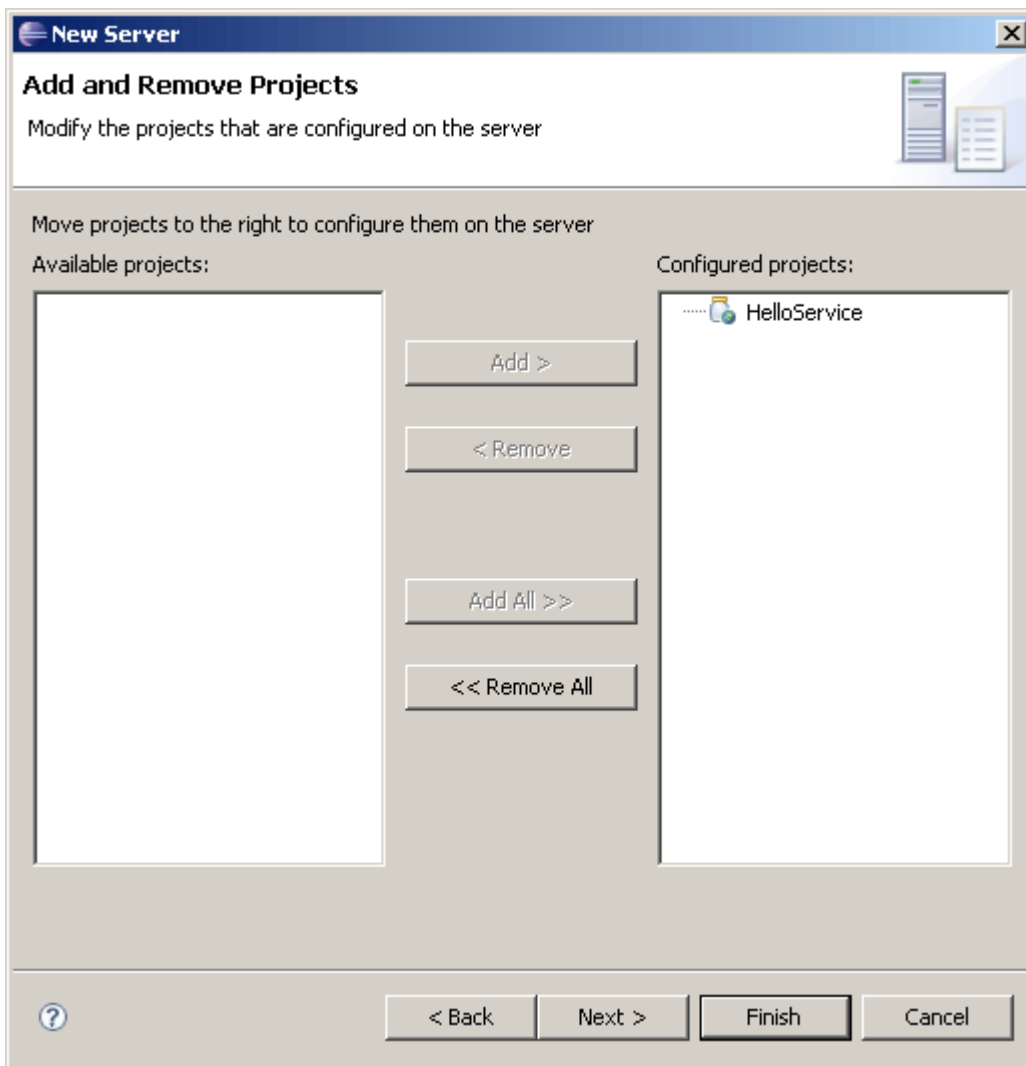 New Server
Add and Remove Projects
Modify the projects that are configured on the server
Move projects to the right to configure them on the server
Available projects:
Configured projects:
HelloService
Add >
< Remove
Add All >>
<< Remove All
?
< Back
Next >
Finish
Cancel